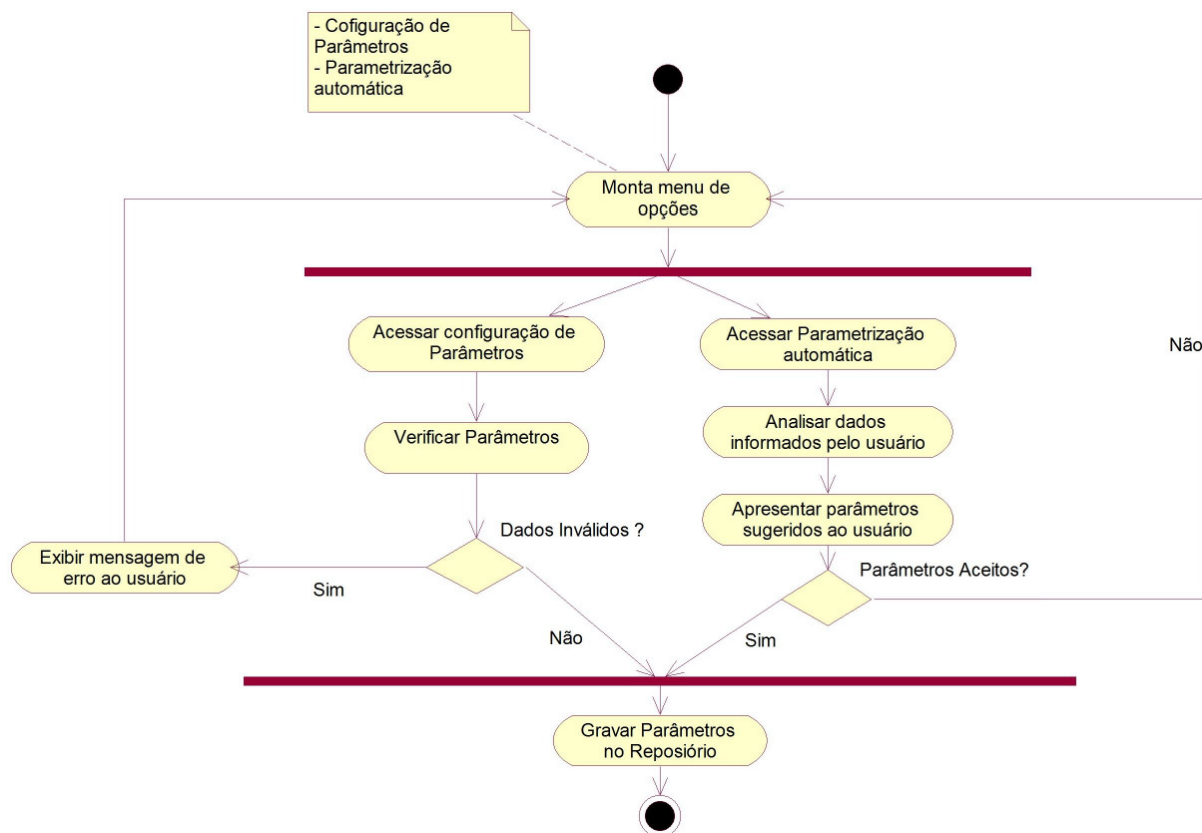 - Cofiguração de
Parâmetros
- Parametrização
automática
Monta menu de
opções
Acessar configuração de
Parâmetros
Acessar Parametrização
automática
Não
Verificar Parâmetros
Analisar dados
informados pelo usuário
Apresentar parâmetros
sugeridos ao usuário
Dados Inválidos ?
Exibir mensagem de
erro ao usuário
Sim
Parâmetros Aceitos?
Não
Sim
Gravar Parâmetros
no Reposiório